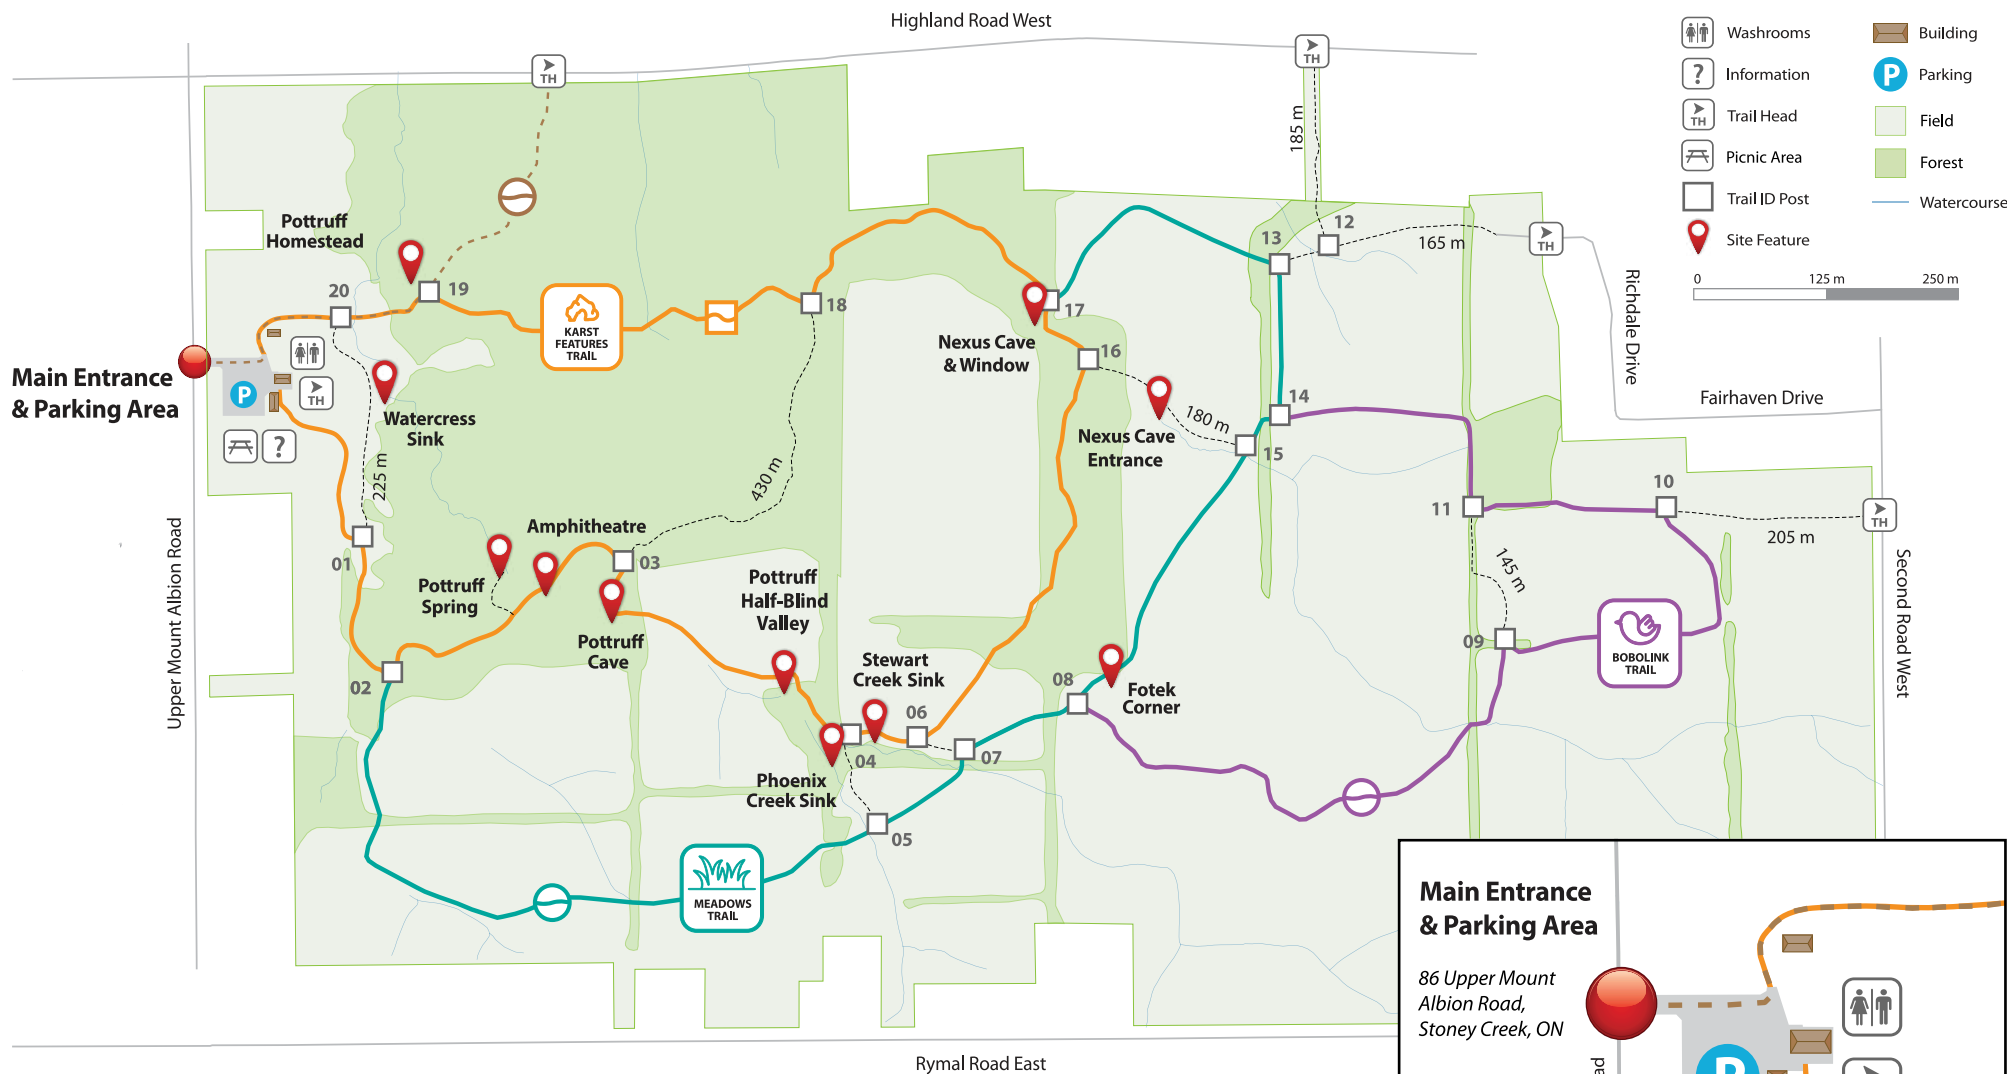 Highland Road West
TH
TH
Washrooms
Building
?
Information
P
Parking
TH
Trail Head
Field
Picnic Area
Forest
Trail ID Post
Watercourse
Site Feature
0
125 m
250 m
185 m
12
13
165 m
TH
Richdale Drive
Fairhaven Drive
Pottruff
Homestead
20
19
18
KARST
FEATURES
TRAIL
17
Nexus Cave
& Window
16
14
15
180 m
Nexus Cave
Entrance
Main Entrance
& Parking Area
P
TH
?
Watercress
Sink
225 m
430 m
Upper Mount Albion Road
01
02
Amphitheatre
03
Pottruff
Spring
Pottruff
Cave
Pottruff
Half-Blind
Valley
Stewart
Creek Sink
06
04
07
08
Fotek
Corner
Phoenix
Creek Sink
05
MEADOWS
TRAIL
11
10
205 m
TH
145 m
09
BOBOLINK
TRAIL
Second Road West
Rymal Road East
Main Entrance
& Parking Area
86 Upper Mount
Albion Road,
Stoney Creek, ON
P